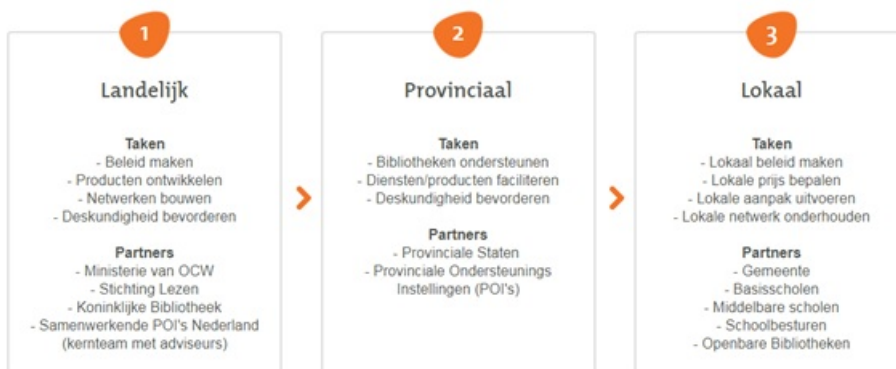 1
Landelijk
Taken
- Beleid maken
- Producten ontwikkelen
- Netwerken bouwen
- Deskundigheid bevorderen
Partners
- Ministerie van OCW
- Stichting Lezen
- Koninklijke Bibliotheek
- Samenwerkende POI's Nederland
(kernteam met adviseurs)
2
Provinciaal
Taken
- Bibliotheken ondersteunen
- Diensten/producten faciliteren
- Deskundigheid bevorderen
Partners
- Provinciale Staten
- Provinciale Ondersteunings
Instellingen (POI's)
3
Lokaal
Taken
- Lokaal beleid maken
- Lokale prijs bepalen
- Lokale aanpak uitvoeren
- Lokale netwerk onderhouden
Partners
- Gemeente
- Basisscholen
- Middelbare scholen
- Schoolbesturen
- Openbare Bibliotheken